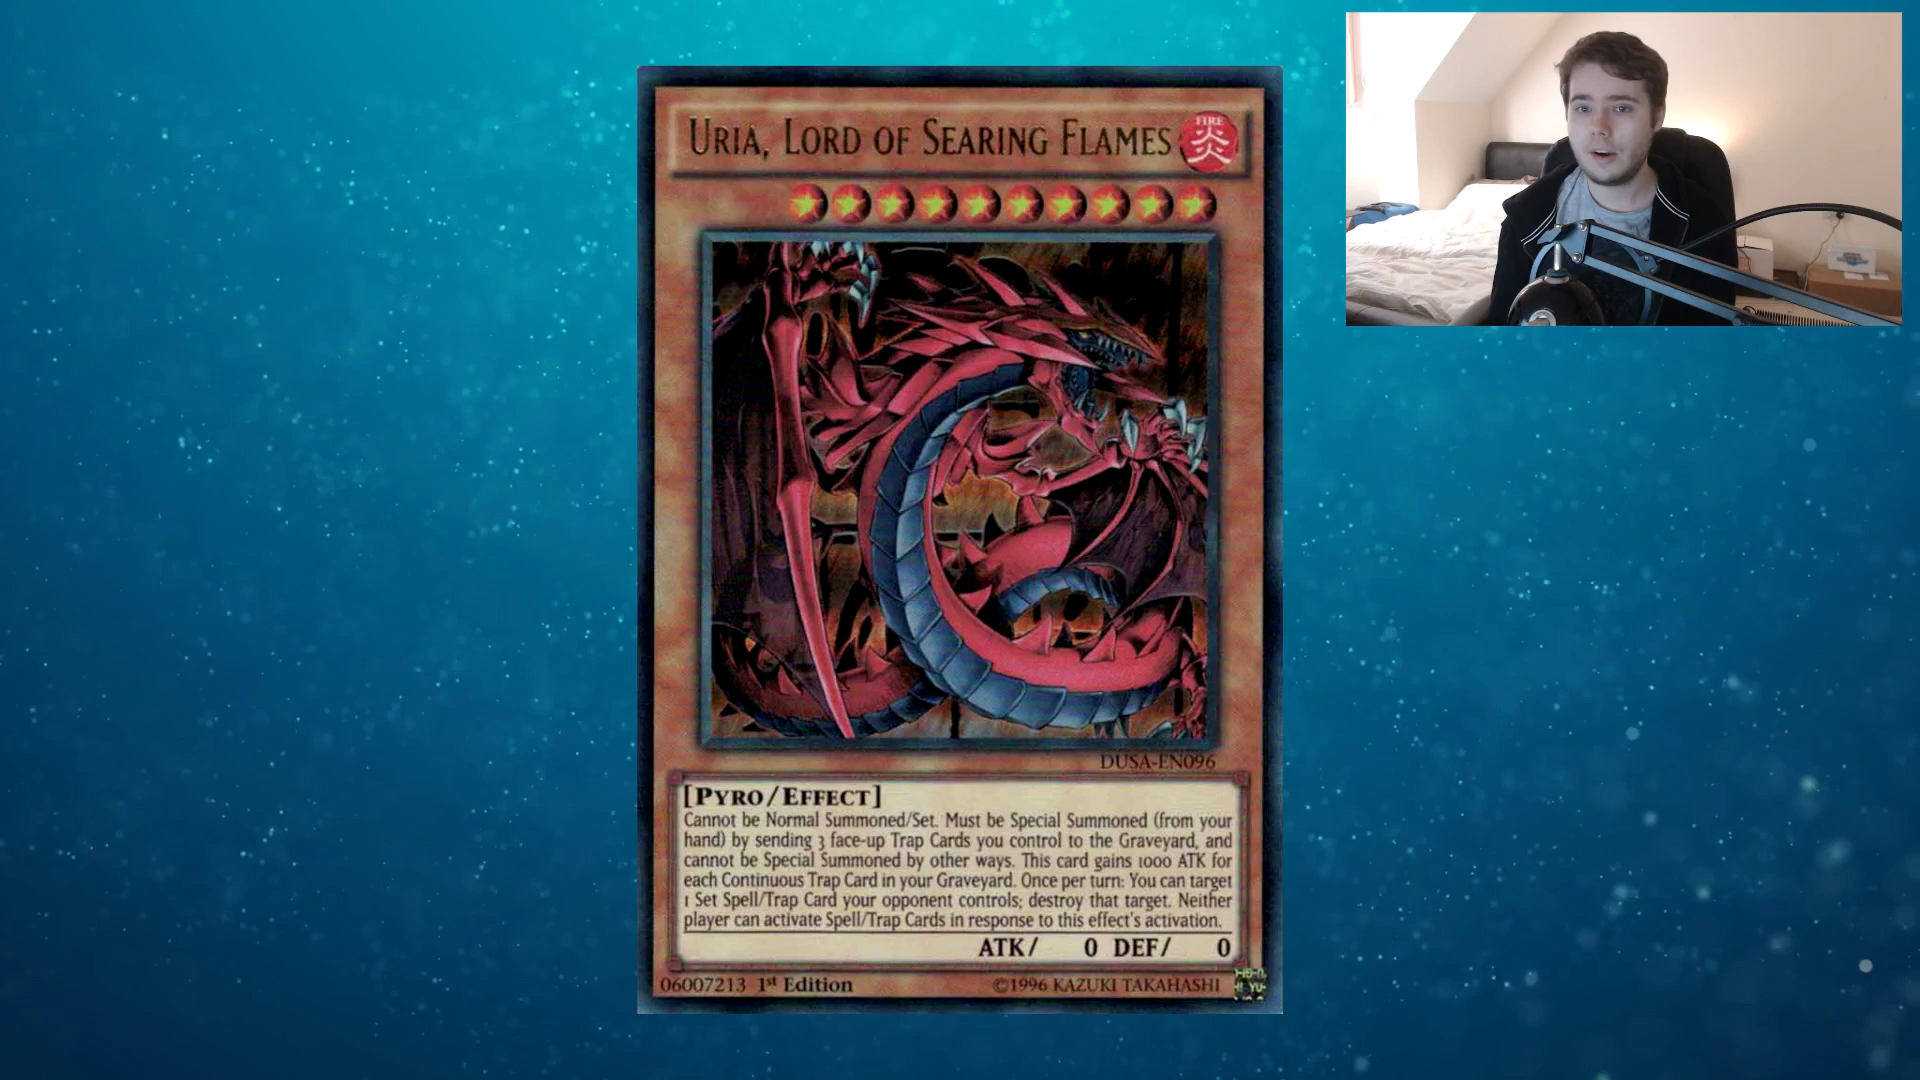 URIA, LORD OF SEARING FLAMES
FIRE
炎
DUSA-EN096
[PYRO/EFFECT]
Cannot be Normal Summoned/Set. Must be Special Summoned (from your
hand) by sending 3 face-up Trap Cards you control to the Graveyard, and
cannot be Special Summoned by other ways. This card gains 1000 ATK for
each Continuous Trap Card in your Graveyard. Once per turn: You can target
1 Set Spell/Trap Card your opponent controls; destroy that target. Neither
player can activate Spell/Trap Cards in response to this effect's activation.
ATK/ 0 DEF/ 0
06007213 1st Edition ©1996 KAZUKI TAKAHASHI